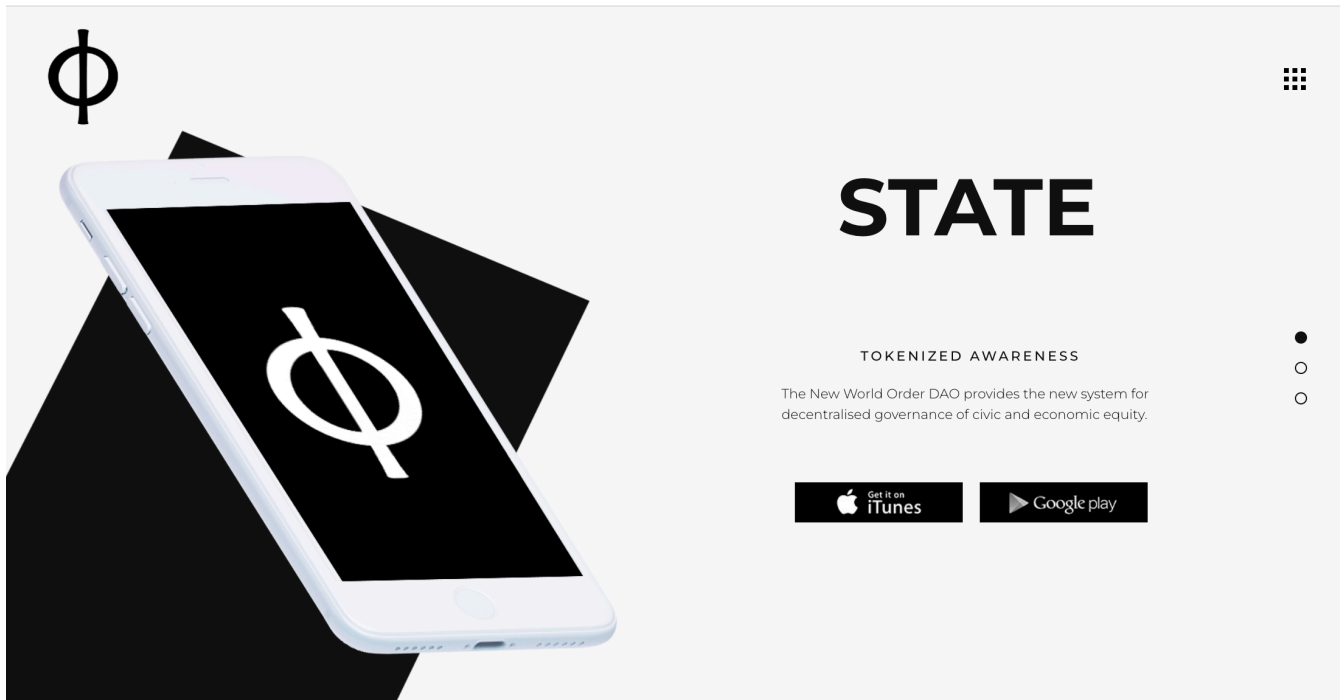 Φ
STATE
Φ
TOKENIZED AWARENESS
The New World Order DAO provides the new system for
decentralised governance of civic and economic equity.
Get it on
iTunes
Google play